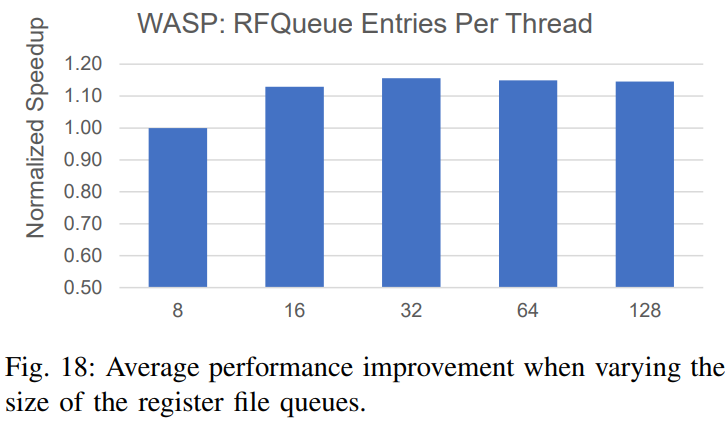 WASP: RFQueue Entries Per Thread
Normalized Speedup
1.20
1.10
1.00
0.90
0.80
0.70
0.60
0.50
8 16 32 64 128
Fig. 18: Average performance improvement when varying the
size of the register file queues.